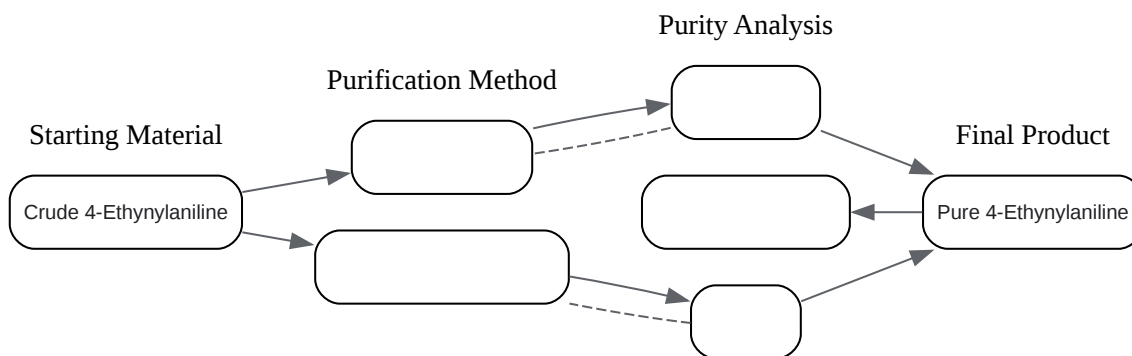 Purity Analysis
Purification Method
Starting Material
Final Product
Crude 4-Ethynylaniline
Pure 4-Ethynylaniline